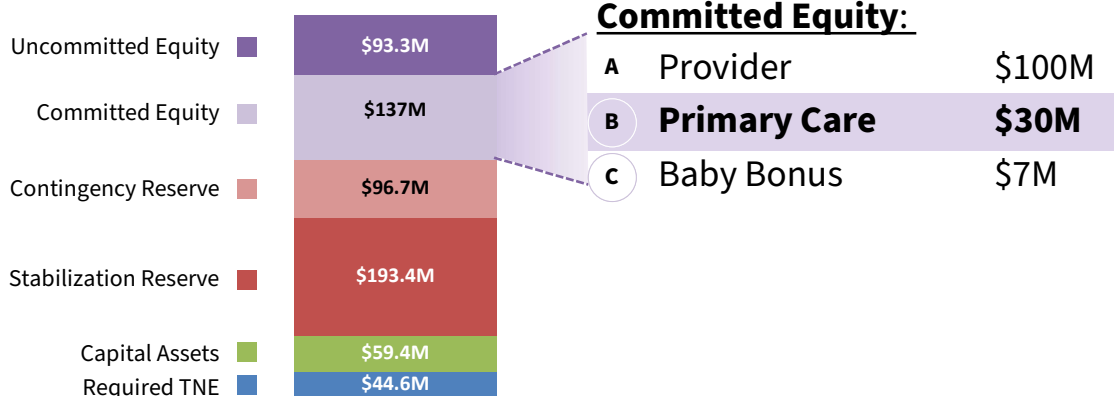 Uncommitted Equity
$93.3M
Committed Equity
$137M
Contingency Reserve
$96.7M
Stabilization Reserve
$193.4M
Capital Assets
$59.4M
Required TNE
$44.6M
Committed Equity:
A Provider $100M
B Primary Care $30M
C Baby Bonus $7M